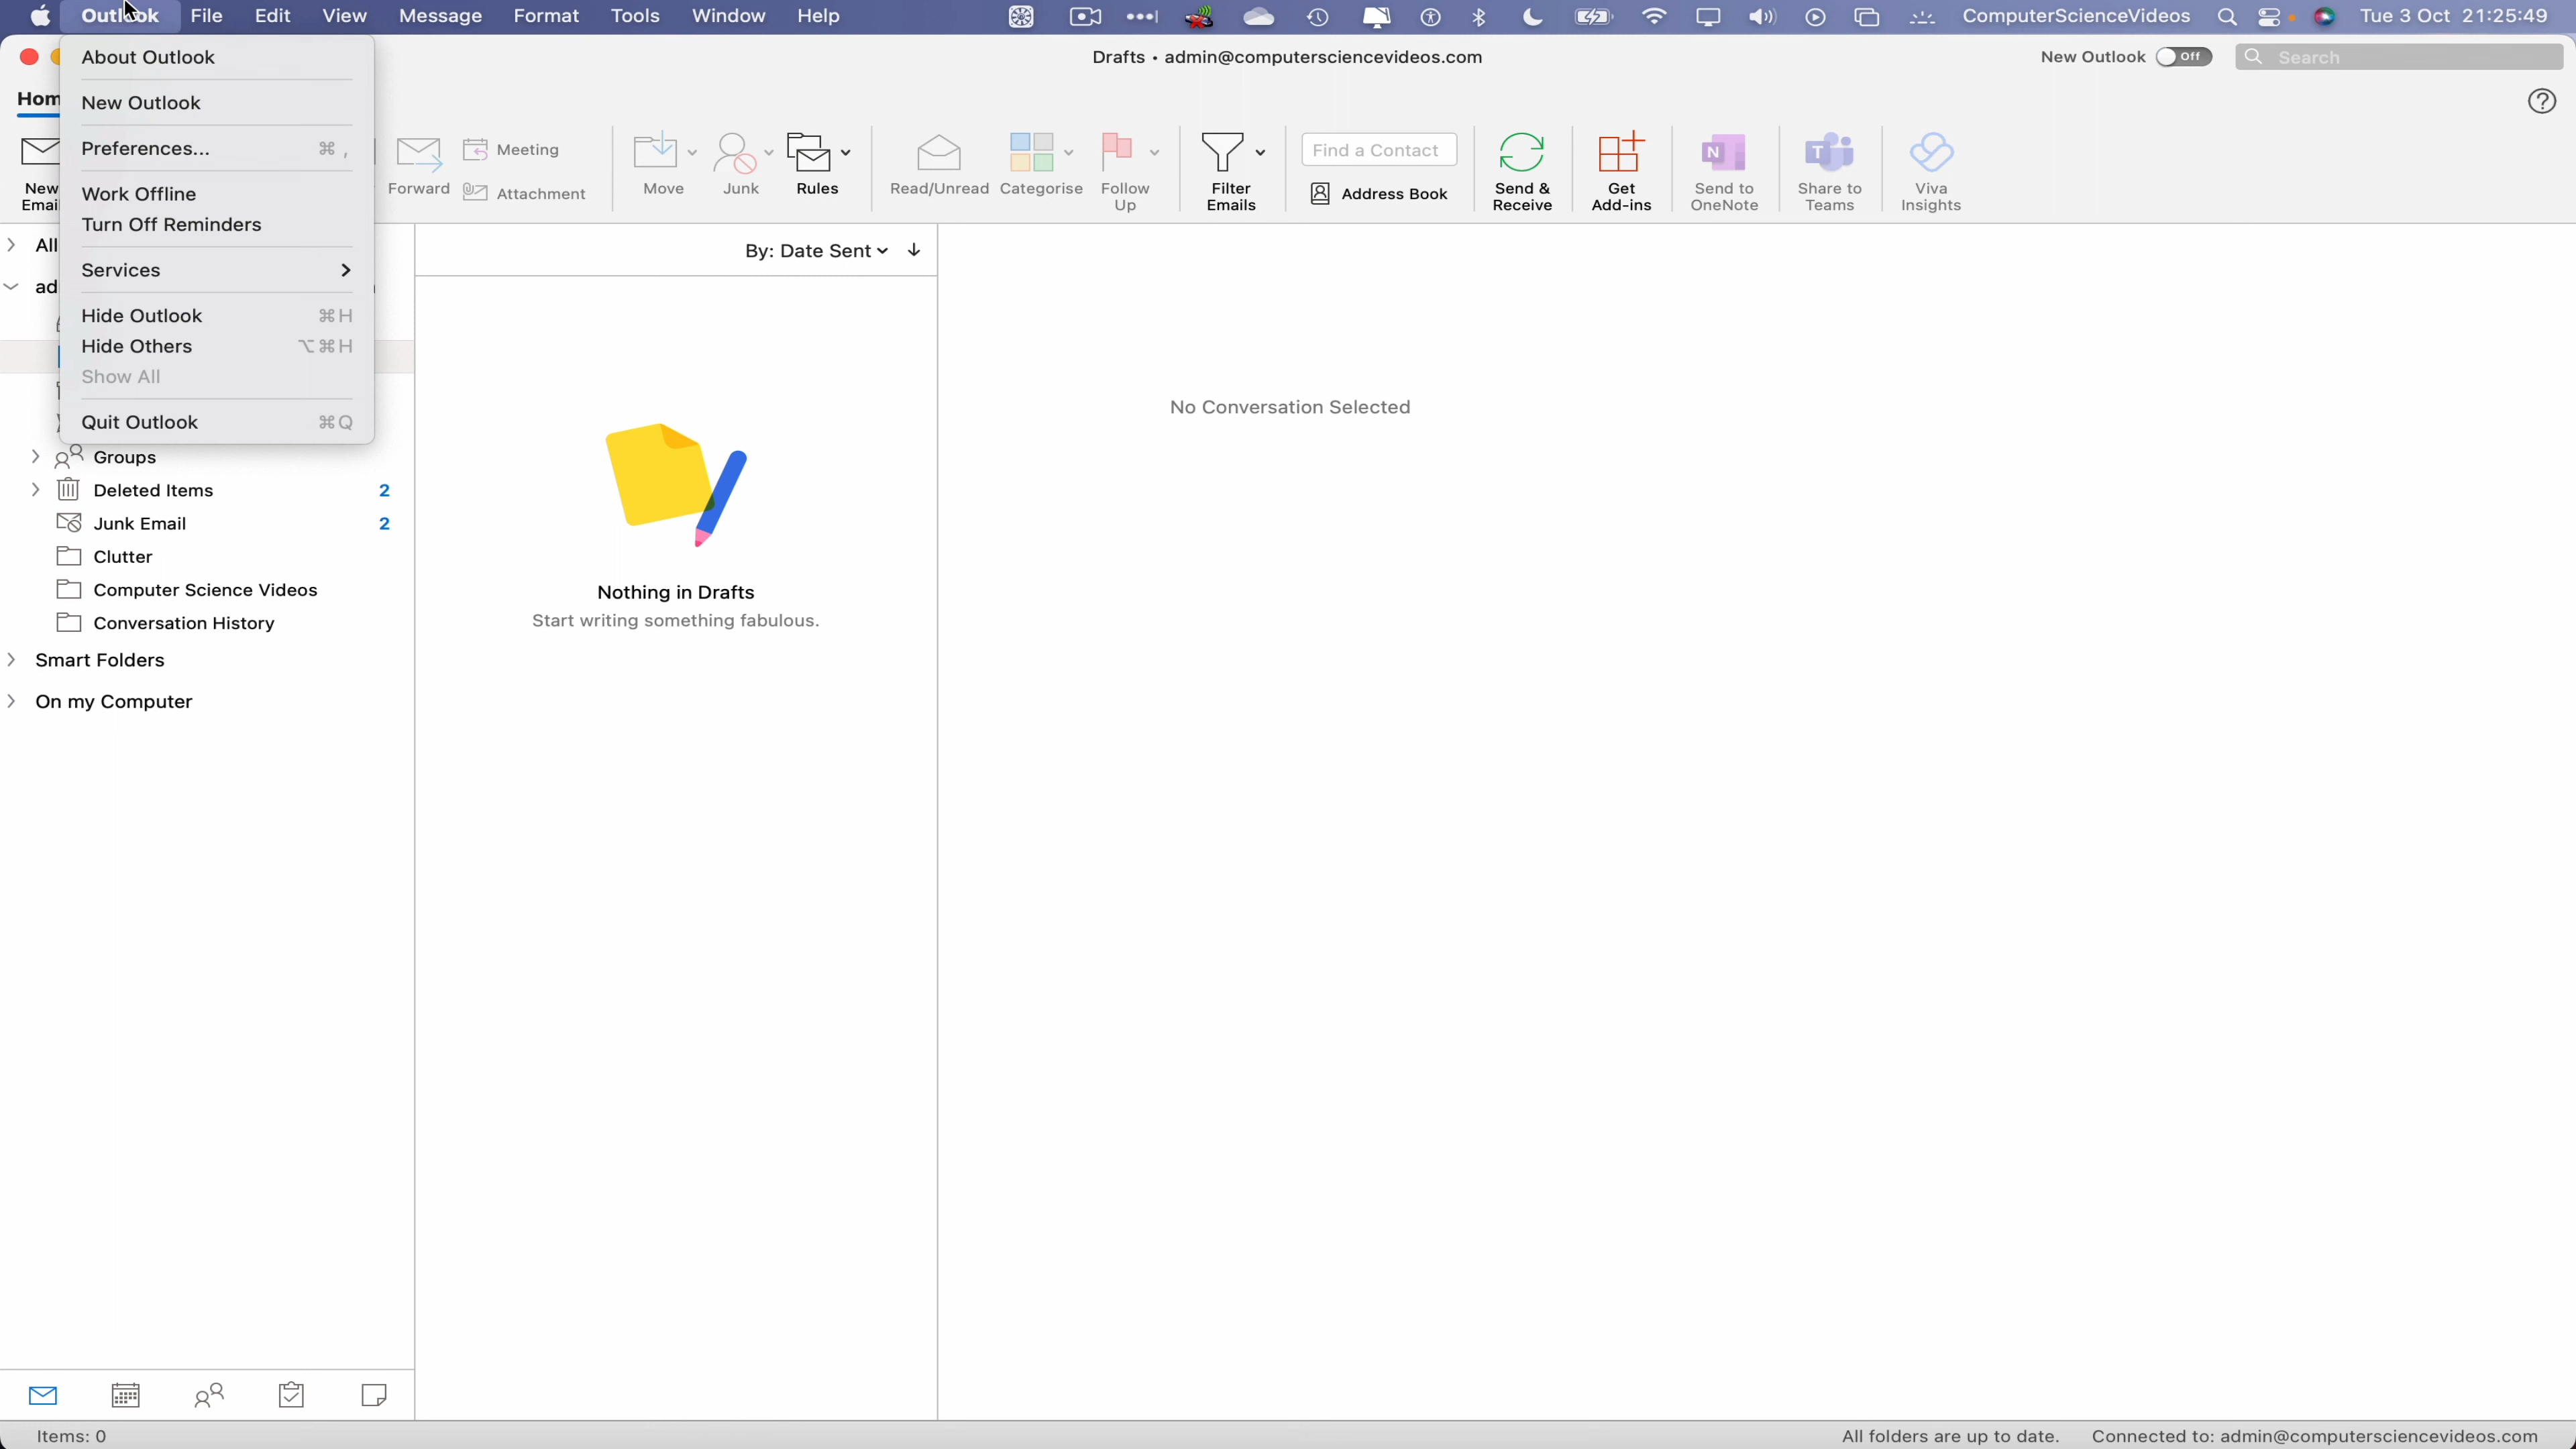 Outlook File Edit View Message Format Tools Window Help ComputerScienceVideos Tue 3 Oct 21:25:49
About Outlook
New Outlook
Preferences... ⌘ ,
Work Offline
Turn Off Reminders
Services
Hide Outlook ⌘H
Hide Others ⌥⌘H
Show All
Quit Outlook ⌘Q
Drafts • admin@computersciencevideos.com
New Outlook Off
Search
New
Email
Forward
Meeting
Attachment
Move
Junk
Rules
Read/Unread
Categorise
Follow
Up
Filter
Emails
Find a Contact
Address Book
Send &
Receive
Get
Add-ins
Send to
OneNote
Share to
Teams
Viva
Insights
All
Groups
Deleted Items 2
Junk Email 2
Clutter
Computer Science Videos
Conversation History
Smart Folders
On my Computer
By: Date Sent
Nothing in Drafts
Start writing something fabulous.
No Conversation Selected
Items: 0
All folders are up to date. Connected to: admin@computersciencevideos.com